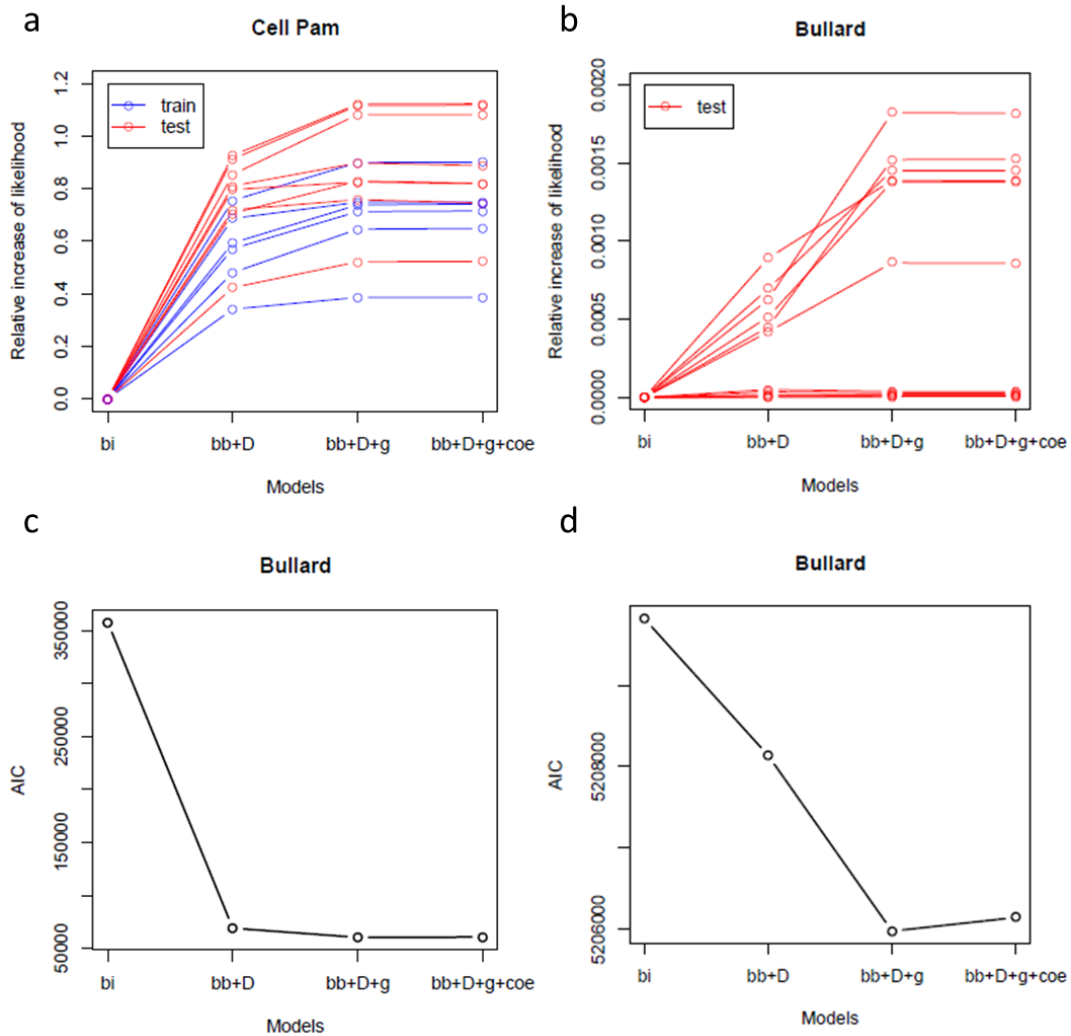 a
Cell Pam
Relative increase of likelihood
1.2
1.0
0.8
0.6
0.4
0.2
0.0
train
test
bi
bb+D
bb+D+g
bb+D+g+coe
Models
b
Bullard
Relative increase of likelihood
0.0020
0.0015
0.0010
0.0005
0.0000
test
bi
bb+D
bb+D+g
bb+D+g+coe
Models
c
Bullard
AIC
350000
250000
150000
50000
bi
bb+D
bb+D+g
bb+D+g+coe
Models
d
Bullard
AIC
5208000
5206000
bi
bb+D
bb+D+g
bb+D+g+coe
Models